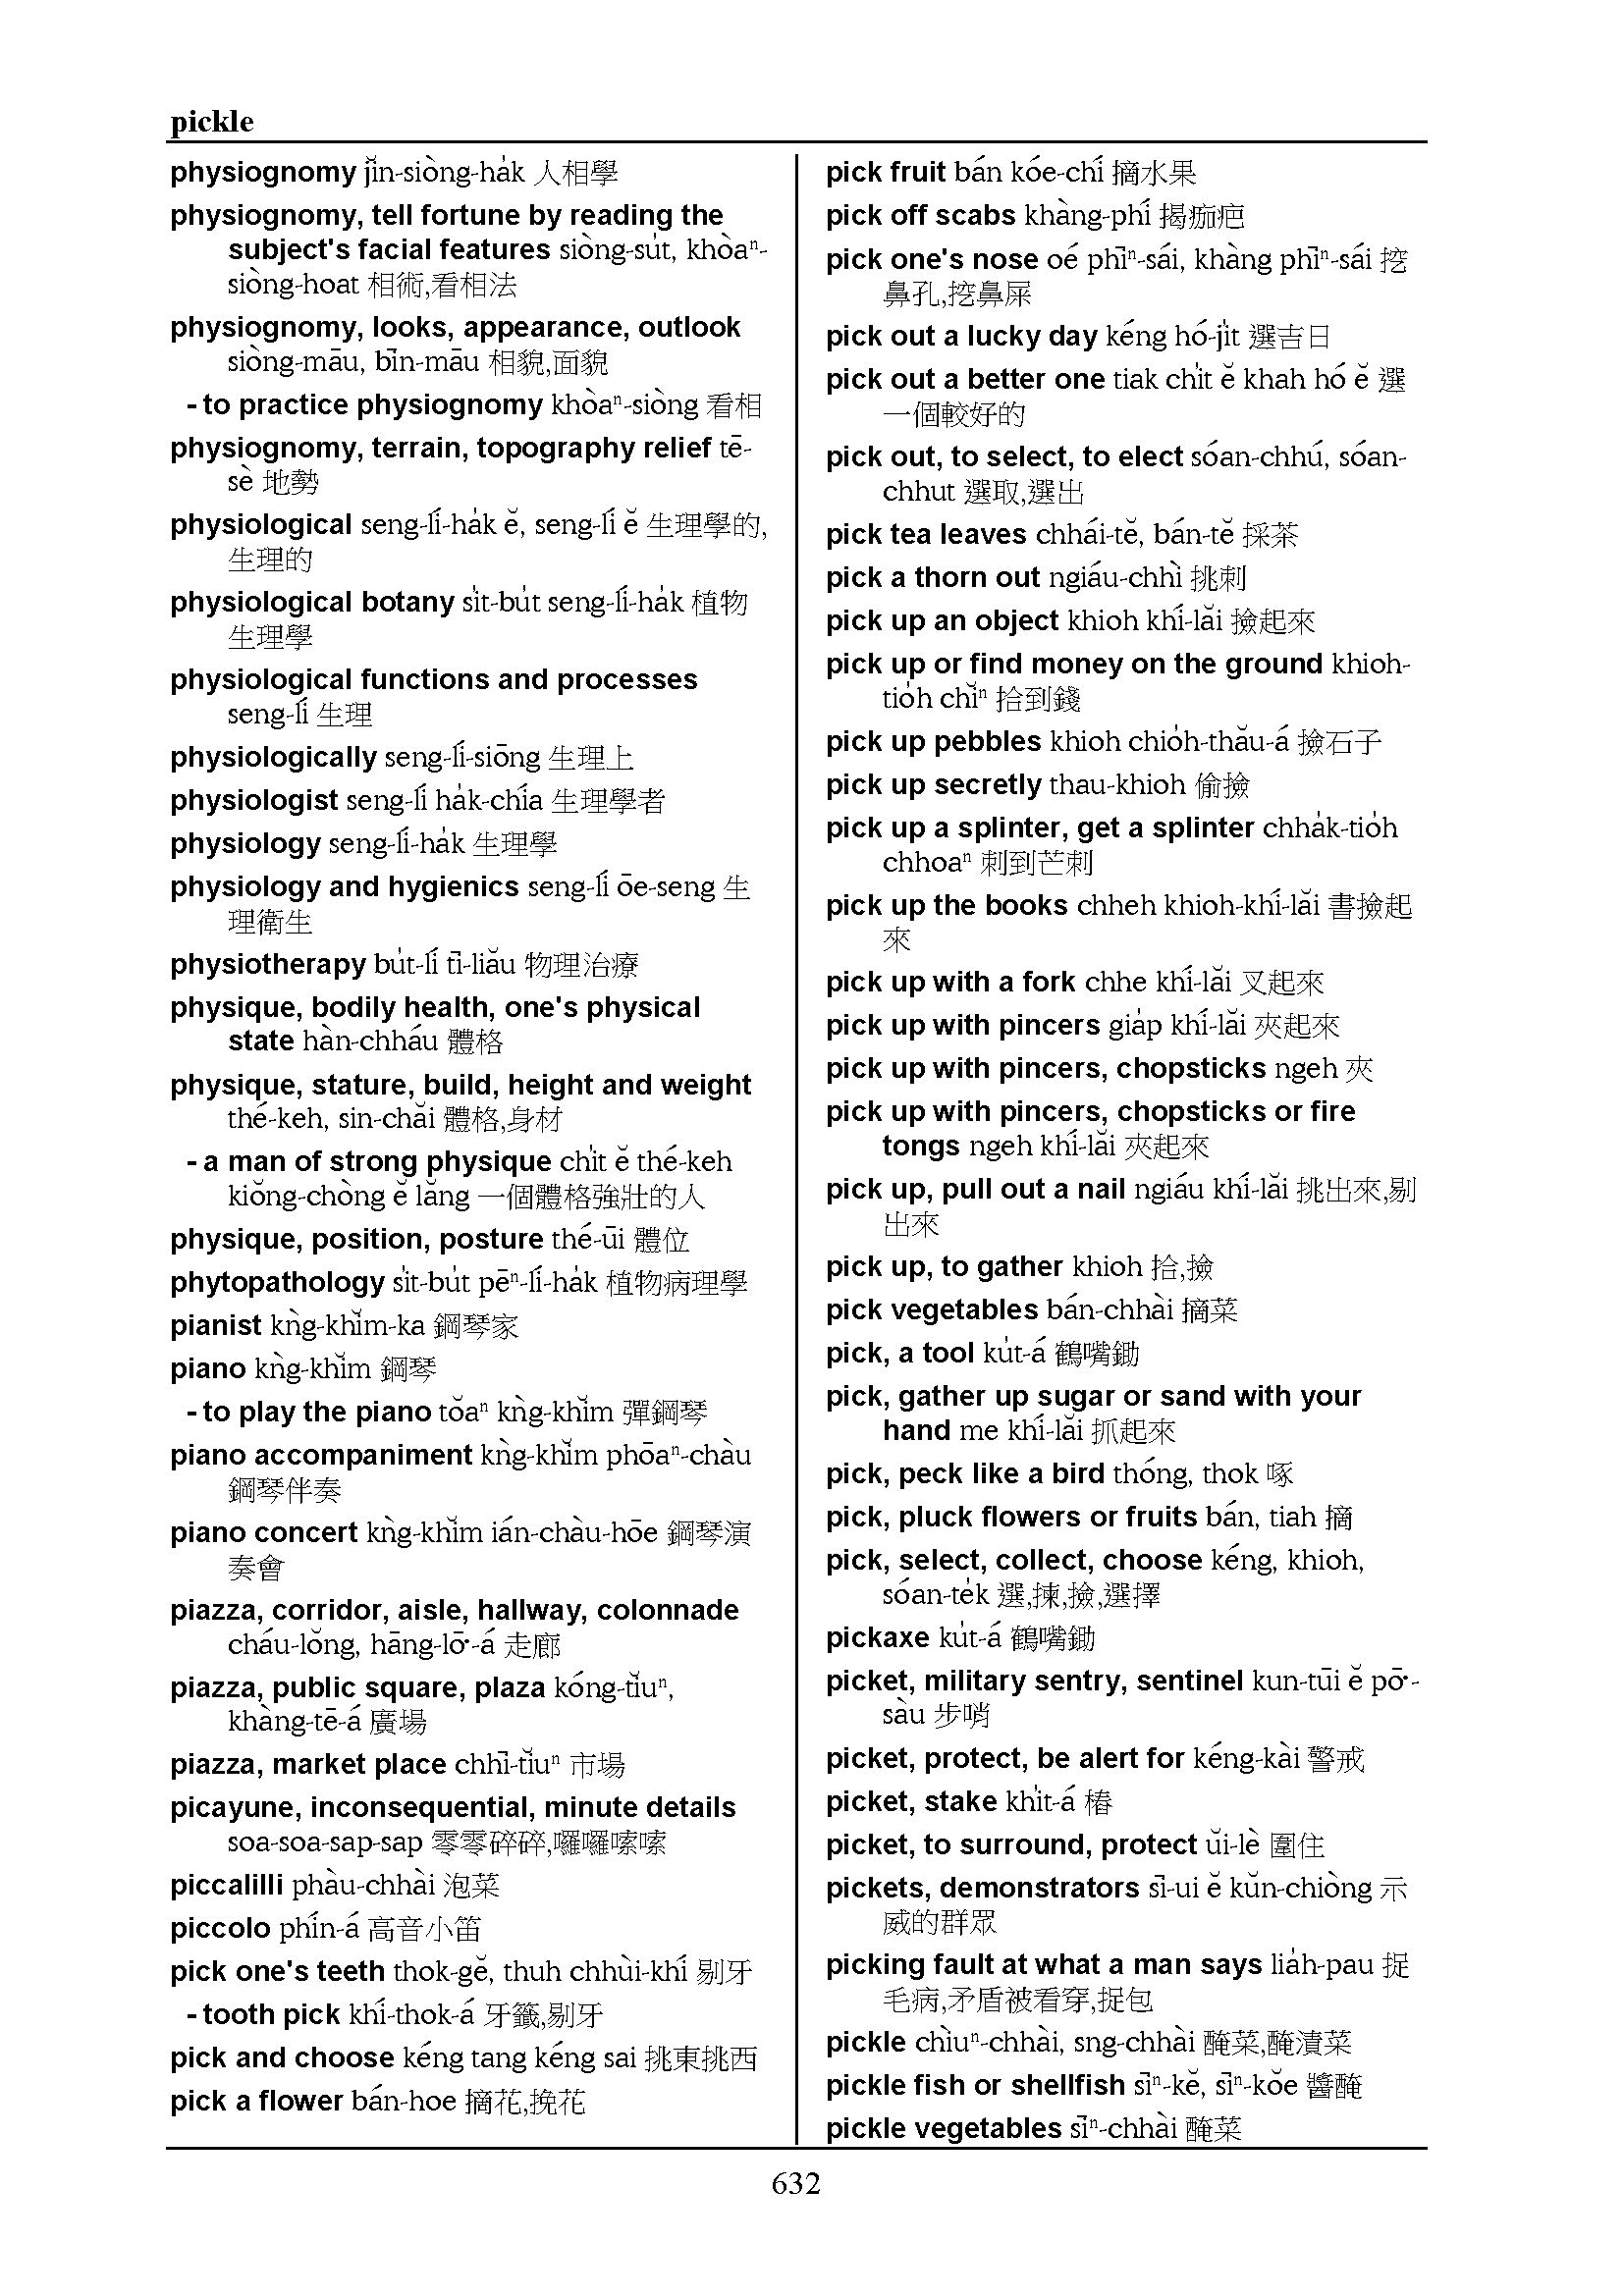 pickle
physiognomy jĭn-siòng-ha̍k 人相學
physiognomy, tell fortune by reading the
subject's facial features siòng-su̍t, khòaⁿ-
siòng-hoat 相術,看相法
physiognomy, looks, appearance, outlook
siòng-māu, bīn-māu 相貌,面貌
- to practice physiognomy khòaⁿ-siòng 看相
physiognomy, terrain, topography relief tē-
sè 地勢
physiological seng-lí-ha̍k ĕ, seng-lí ĕ 生理學的,
生理的
physiological botany si̍t-bu̍t seng-lí-ha̍k 植物
生理學
physiological functions and processes
seng-lí 生理
physiologically seng-lí-siōng 生理上
physiologist seng-lí ha̍k-chía 生理學者
physiology seng-lí-ha̍k 生理學
physiology and hygienics seng-lí ōe-seng 生
理衛生
physiotherapy bu̍t-lí tī-liău 物理治療
physique, bodily health, one's physical
state hàn-chháu 體格
physique, stature, build, height and weight
thé-keh, sin-chăi 體格,身材
- a man of strong physique chi̍t ĕ thé-keh
kiŏng-chòng ĕ lăng 一個體格強壯的人
physique, position, posture thé-ūi 體位
phytopathology si̍t-bu̍t pēⁿ-lí-ha̍k 植物病理學
pianist kǹg-khĭm-ka 鋼琴家
piano kǹg-khĭm 鋼琴
- to play the piano tŏaⁿ kǹg-khĭm 彈鋼琴
piano accompaniment kǹg-khĭm phōaⁿ-chàu
鋼琴伴奏
piano concert kǹg-khĭm ián-chàu-hōe 鋼琴演
奏會
piazza, corridor, aisle, hallway, colonnade
cháu-lŏng, hāng-lō͘-á 走廊
piazza, public square, plaza kóng-tĭuⁿ,
khàng-tē-á 廣場
piazza, market place chhī-tĭuⁿ 市場
picayune, inconsequential, minute details
soa-soa-sap-sap 零零碎碎,囉囉嗦嗦
piccalilli phàu-chhài 泡菜
piccolo phín-á 高音小笛
pick one's teeth thok-gĕ, thuh chhùi-khí 剔牙
- tooth pick khí-thok-á 牙籤,剔牙
pick and choose kéng tang kéng sai 挑東挑西
pick a flower bán-hoe 摘花,挽花
pick fruit bán kóe-chí 摘水果
pick off scabs khàng-phí 揭痂疤
pick one's nose oé phīⁿ-sái, khàng phīⁿ-sái 挖
鼻孔,挖鼻屎
pick out a lucky day kéng hó-ji̍t 選吉日
pick out a better one tiak chi̍t ĕ khah hó ĕ 選
一個較好的
pick out, to select, to elect sóan-chhú, sóan-
chhut 選取,選出
pick tea leaves chhái-tĕ, bán-tĕ 採茶
pick a thorn out ngiáu-chhì 挑刺
pick up an object khioh khí-lăi 撿起來
pick up or find money on the ground khioh-
tio̍h chĭⁿ 拾到錢
pick up pebbles khioh chio̍h-thău-á 撿石子
pick up secretly thau-khioh 偷撿
pick up a splinter, get a splinter chha̍k-tio̍h
chhoaⁿ 刺到芒刺
pick up the books chheh khioh-khí-lăi 書撿起
來
pick up with a fork chhe khí-lăi 叉起來
pick up with pincers gia̍p khí-lăi 夾起來
pick up with pincers, chopsticks ngeh 夾
pick up with pincers, chopsticks or fire
tongs ngeh khí-lăi 夾起來
pick up, pull out a nail ngiáu khí-lăi 挑出來,剔
出來
pick up, to gather khioh 拾,撿
pick vegetables bán-chhài 摘菜
pick, a tool ku̍t-á 鶴嘴鋤
pick, gather up sugar or sand with your
hand me khí-lăi 抓起來
pick, peck like a bird thóng, thok 啄
pick, pluck flowers or fruits bán, tiah 摘
pick, select, collect, choose kéng, khioh,
sóan-te̍k 選,揀,撿,選擇
pickaxe ku̍t-á 鶴嘴鋤
picket, military sentry, sentinel kun-tūi ĕ pō͘-
sàu 步哨
picket, protect, be alert for kéng-kài 警戒
picket, stake khi̍t-á 樁
picket, to surround, protect ŭi-lè 圍住
pickets, demonstrators sī-ui ĕ kŭn-chiòng 示
威的群眾
picking fault at what a man says lia̍h-pau 捉
毛病,矛盾被看穿,捉包
pickle chìuⁿ-chhài, sng-chhài 醃菜,醃漬菜
pickle fish or shellfish sīⁿ-kĕ, sīⁿ-kŏe 醬醃
pickle vegetables sīⁿ-chhài 醃菜
632